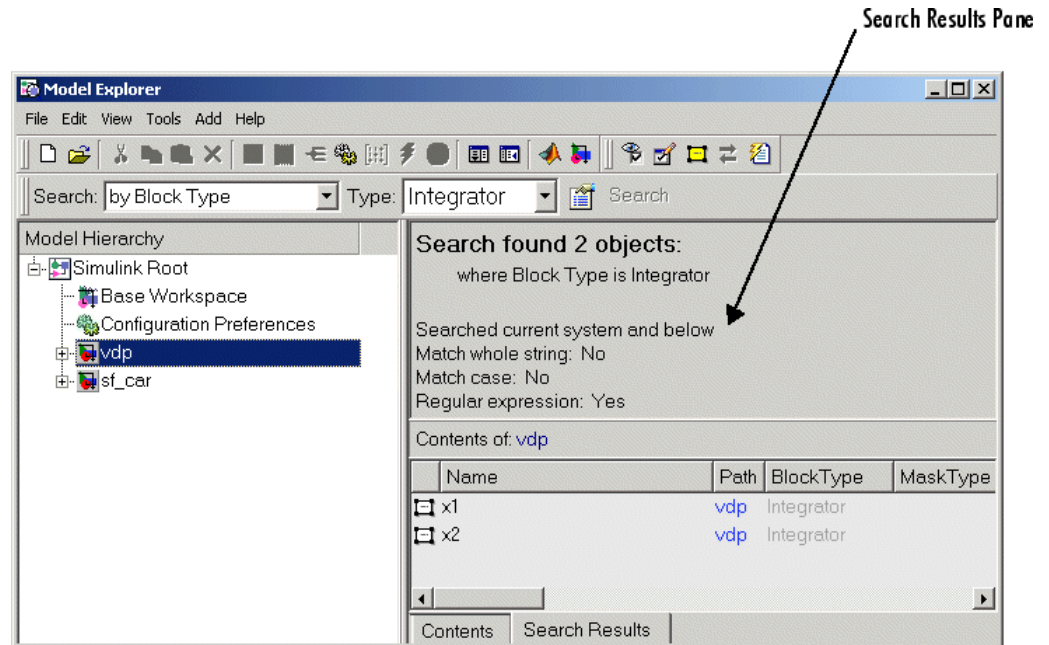 Search Results Pane
Model Explorer
File Edit View Tools Add Help
Search: by Block Type Type: Integrator Search
Model Hierarchy
Simulink Root
Base Workspace
Configuration Preferences
vdp
sf_car
Search found 2 objects:
where Block Type is Integrator
Searched current system and below
Match whole string: No
Match case: No
Regular expression: Yes
Contents of: vdp
Name Path BlockType MaskType
x1 vdp Integrator
x2 vdp Integrator
Contents Search Results